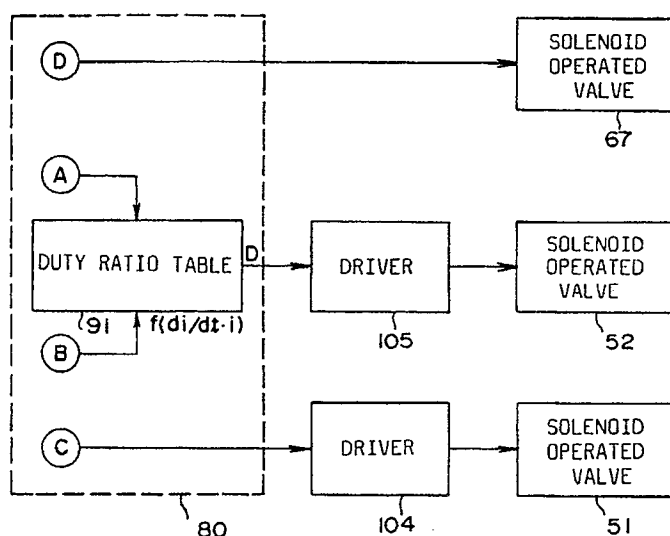 D
SOLENOID
OPERATED
VALVE
67
A
DUTY RATIO TABLE
D
DRIVER
SOLENOID
OPERATED
VALVE
91
f(di/dt·i)
105
52
B
C
DRIVER
SOLENOID
OPERATED
VALVE
80
104
51